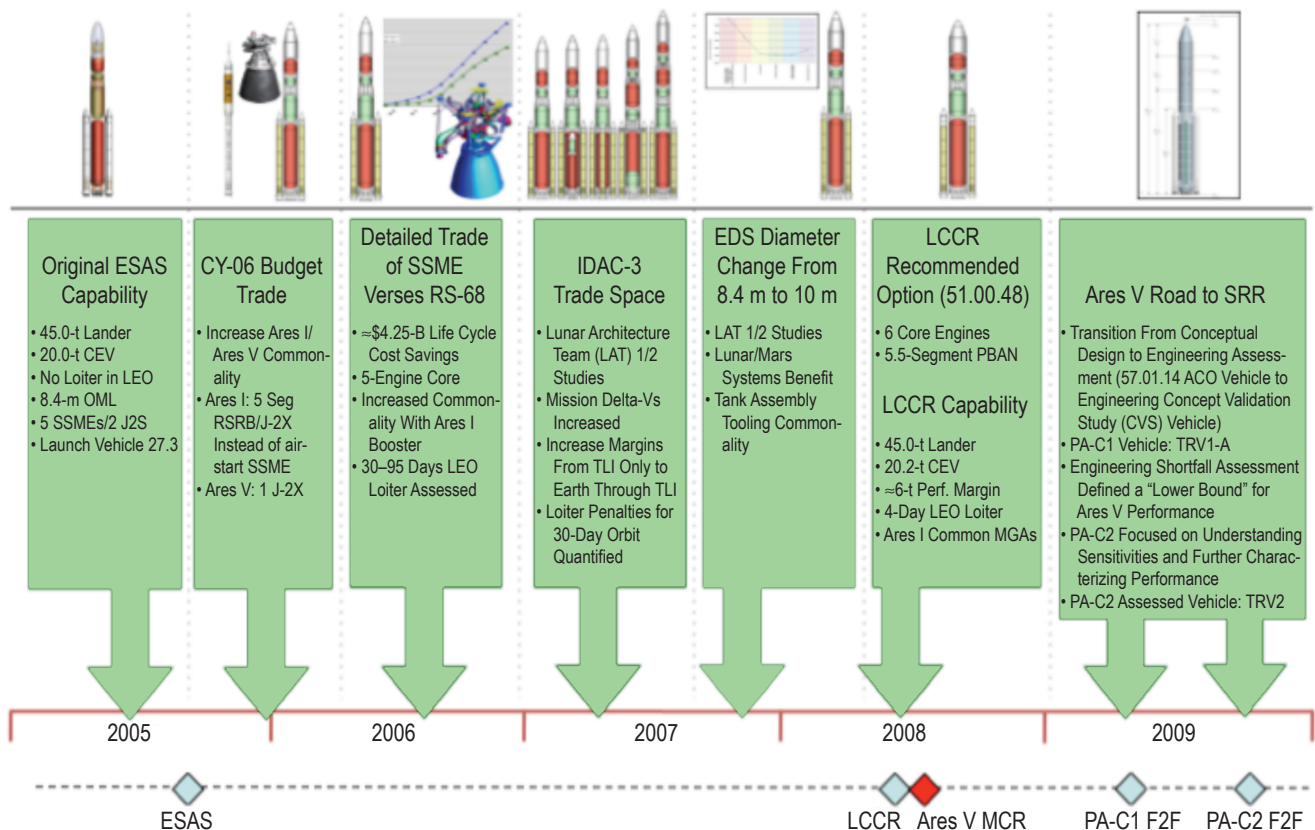 Original ESAS
Capability
• 45.0-t Lander
• 20.0-t CEV
• No Loiter in LEO
• 8.4-m OML
• 5 SSMEs/2 J2S
• Launch Vehicle 27.3
CY-06 Budget
Trade
• Increase Ares I/
Ares V Common-
ality
• Ares I: 5 Seg
RSRB/J-2X
Instead of air-
start SSME
• Ares V: 1 J-2X
Detailed Trade
of SSME
Verses RS-68
• ≈$4.25-B Life Cycle
Cost Savings
• 5-Engine Core
• Increased Commo-
nality With Ares I
Booster
• 30–95 Days LEO
Loiter Assessed
IDAC-3
Trade Space
• Lunar Architecture
Team (LAT) 1/2
Studies
• Mission Delta-Vs
Increased
• Increase Margins
From TLI Only to
Earth Through TLI
• Loiter Penalties for
30-Day Orbit
Quantified
EDS Diameter
Change From
8.4 m to 10 m
• LAT 1/2 Studies
• Lunar/Mars
Systems Benefit
• Tank Assembly
Tooling Common-
ality
LCCR
Recommended
Option (51.00.48)
• 6 Core Engines
• 5.5-Segment PBAN
LCCR Capability
• 45.0-t Lander
• 20.2-t CEV
• ≈6-t Perf. Margin
• 4-Day LEO Loiter
• Ares I Common MGAs
Ares V Road to SRR
• Transition From Conceptual
Design to Engineering Assess-
ment (57.01.14 ACO Vehicle to
Engineering Concept Validation
Study (CVS) Vehicle)
• PA-C1 Vehicle: TRV1-A
• Engineering Shortfall Assessment
Defined a “Lower Bound” for
Ares V Performance
• PA-C2 Focused on Understanding
Sensitivities and Further Charac-
terizing Performance
• PA-C2 Assessed Vehicle: TRV2
2005
2006
2007
2008
2009
ESAS
LCCR
Ares V MCR
PA-C1 F2F
PA-C2 F2F